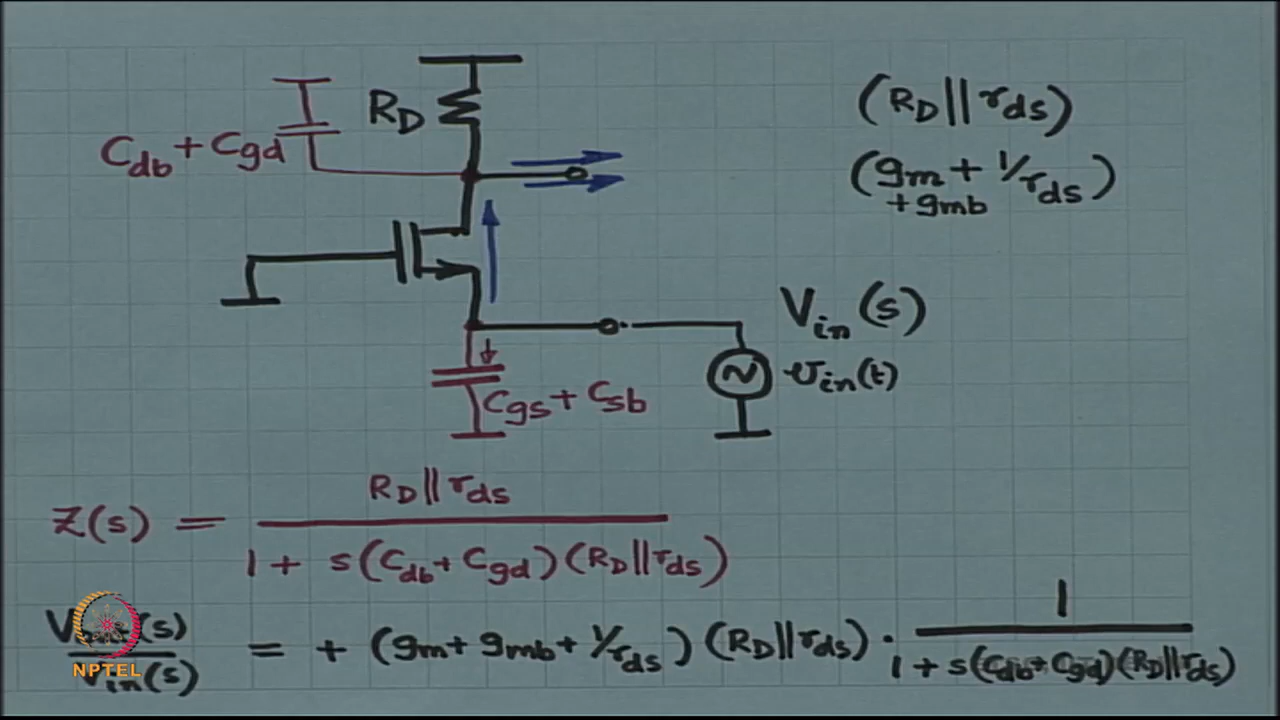 R_D
(R_D || r_ds)
C_db + C_gd
(g_m + 1/r_ds)
+ g_mb
V_in(s)
v_in(t)
C_gs + C_sb
Z(s) = R_D || r_ds / 1 + s(C_db + C_gd)(R_D || r_ds)
(s) / V_in(s) = + (g_m + g_mb + 1/r_ds)(R_D || r_ds) · 1 / 1 + s(C_db + C_gd)(R_D || r_ds)
NPTEL